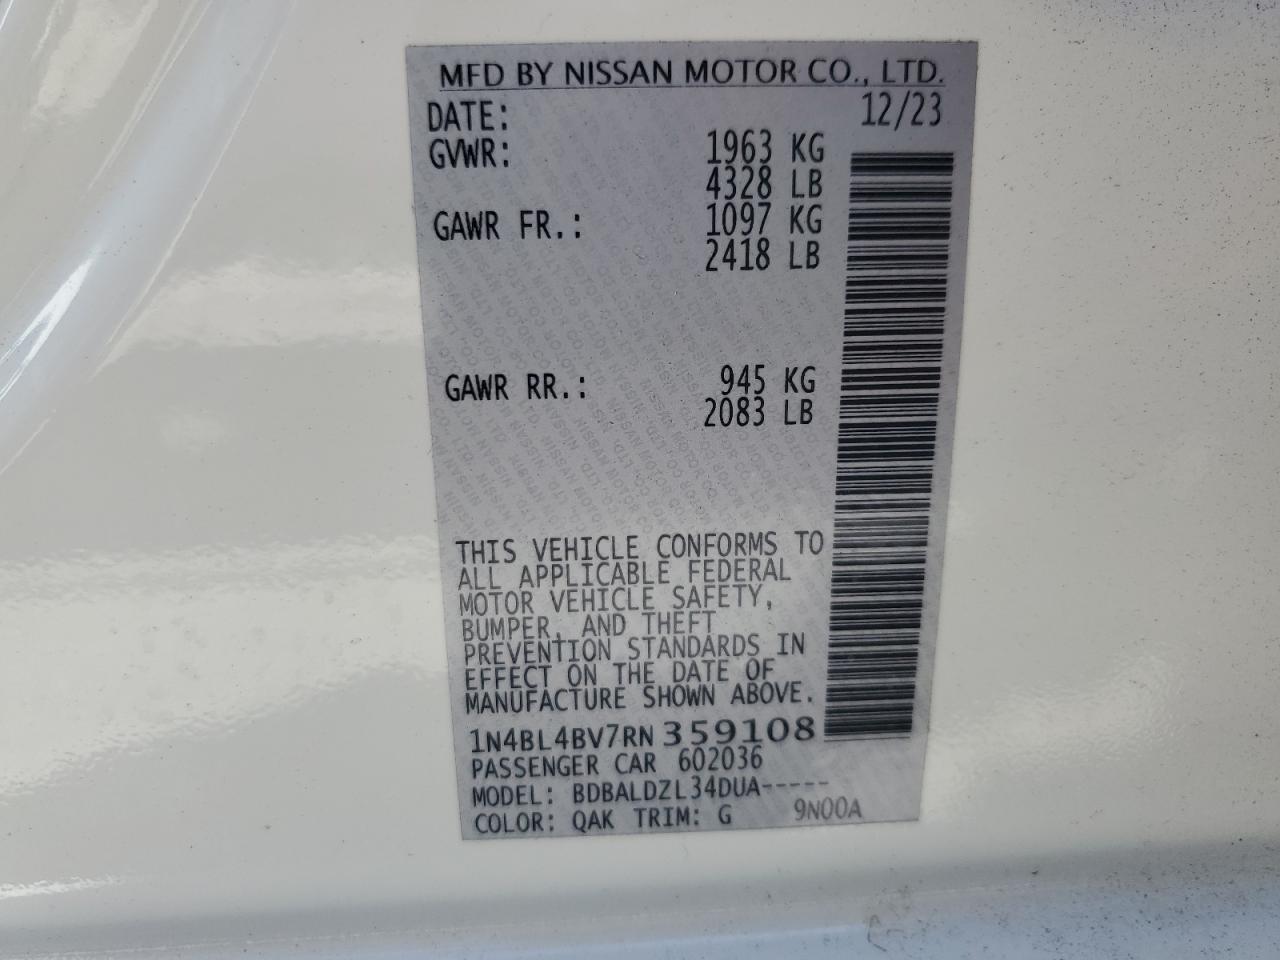 MFD BY NISSAN MOTOR CO., LTD.
DATE: 12/23
GVWR: 1963 KG
4328 LB
GAWR FR.: 1097 KG
2418 LB
GAWR RR.: 945 KG
2083 LB
THIS VEHICLE CONFORMS TO
ALL APPLICABLE FEDERAL
MOTOR VEHICLE SAFETY,
BUMPER, AND THEFT
PREVENTION STANDARDS IN
EFFECT ON THE DATE OF
MANUFACTURE SHOWN ABOVE.
1N4BL4BV7RN359108
PASSENGER CAR 602036
MODEL: BDBALDZL34DUA-----
COLOR: QAK TRIM: G 9N00A